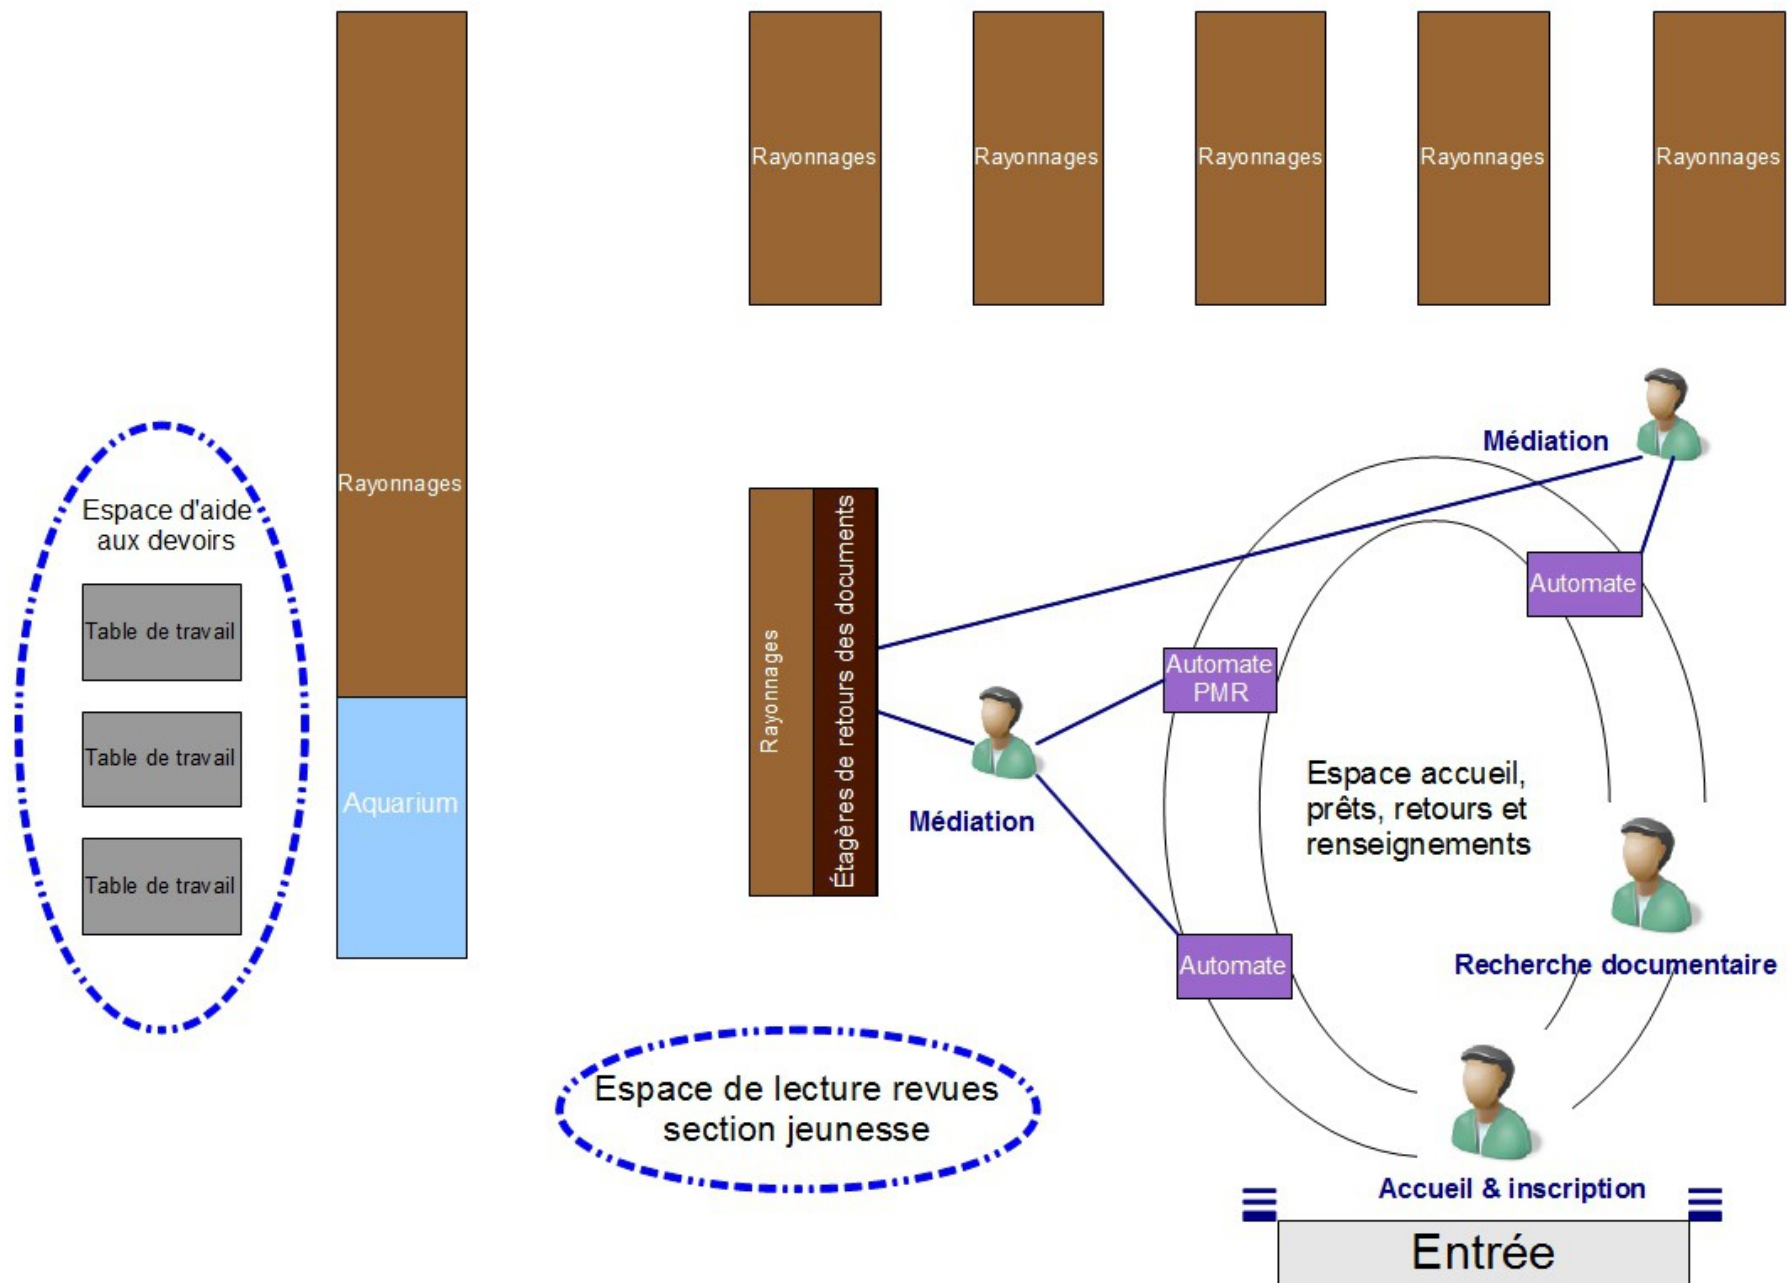 Rayonnages
Rayonnages
Rayonnages
Rayonnages
Rayonnages
Médiation
Rayonnages
Espace d'aide
aux devoirs
Table de travail
Table de travail
Table de travail
Aquarium
Rayonnages
Étagères de retours des documents
Médiation
Automate
Automate
PMR
Automate
Espace accueil,
prêts, retours et
renseignements
Recherche documentaire
Espace de lecture revues
section jeunesse
Accueil & inscription
Entrée